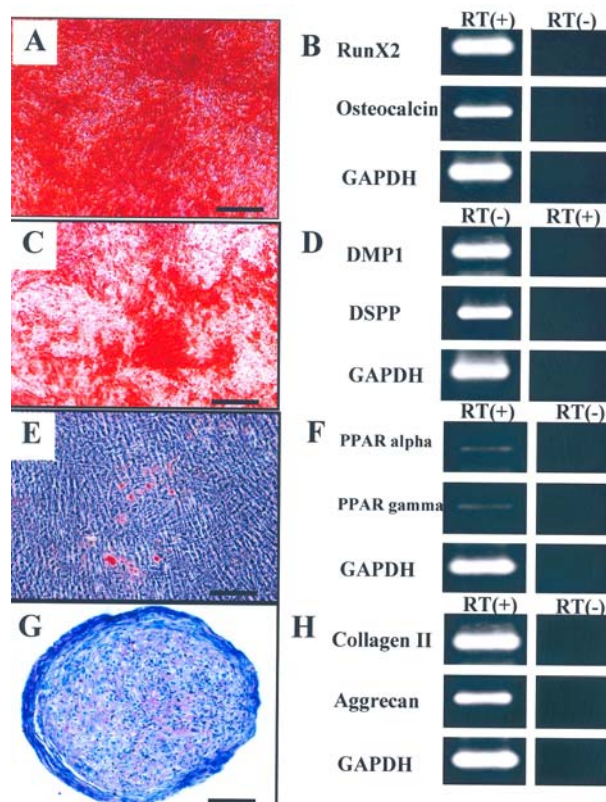 A
B RT(+) RT(-)
RunX2
Osteocalcin
GAPDH
C
D RT(-) RT(+)
DMP1
DSPP
GAPDH
E
F RT(+) RT(-)
PPAR alpha
PPAR gamma
GAPDH
G
H RT(+) RT(-)
Collagen II
Aggrecan
GAPDH